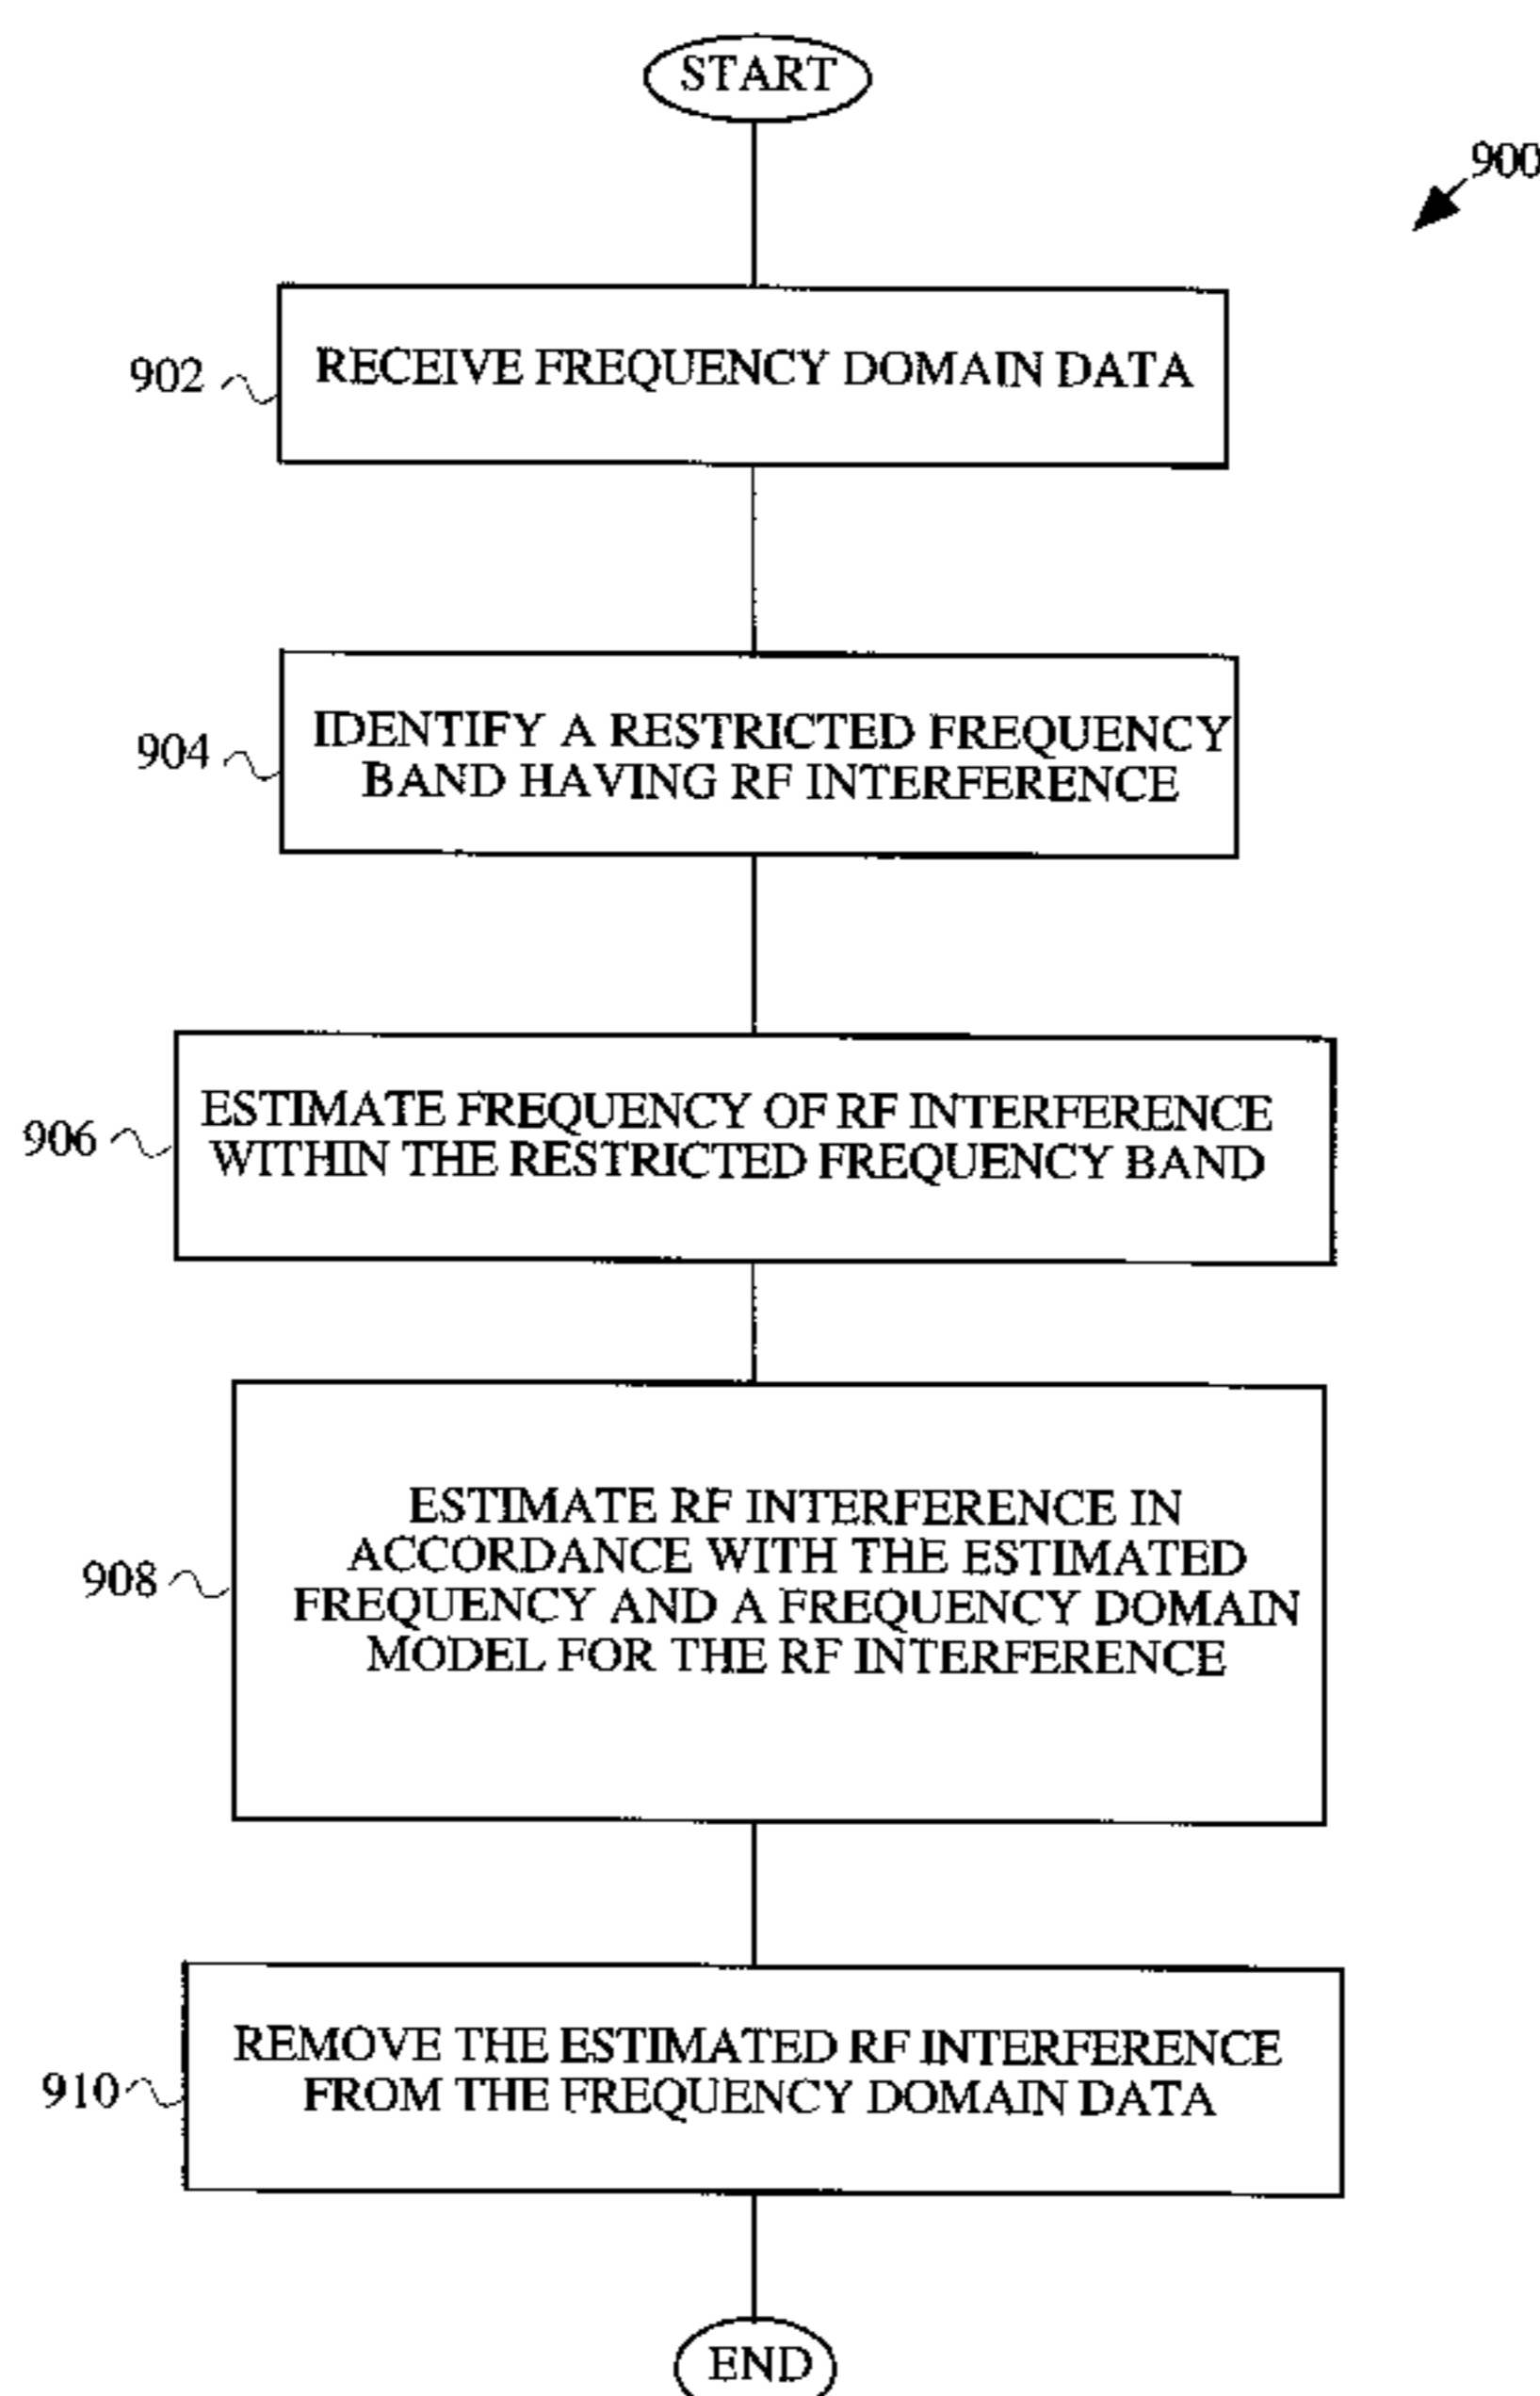 START
900
902
RECEIVE FREQUENCY DOMAIN DATA
904
IDENTIFY A RESTRICTED FREQUENCY
BAND HAVING RF INTERFERENCE
906
ESTIMATE FREQUENCY OF RF INTERFERENCE
WITHIN THE RESTRICTED FREQUENCY BAND
908
ESTIMATE RF INTERFERENCE IN
ACCORDANCE WITH THE ESTIMATED
FREQUENCY AND A FREQUENCY DOMAIN
MODEL FOR THE RF INTERFERENCE
910
REMOVE THE ESTIMATED RF INTERFERENCE
FROM THE FREQUENCY DOMAIN DATA
END